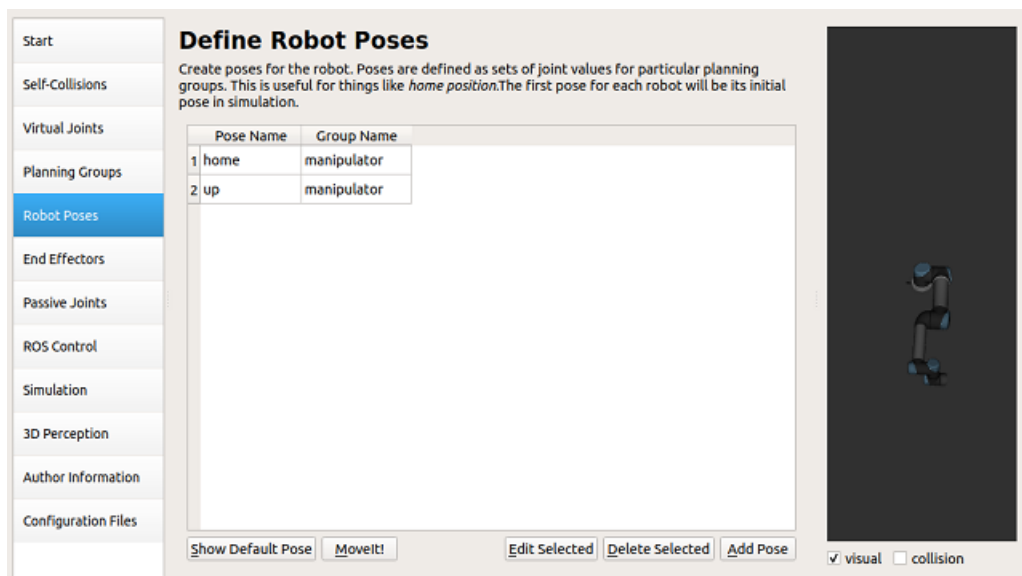 Start
Self-Collisions
Virtual Joints
Planning Groups
Robot Poses
End Effectors
Passive Joints
ROS Control
Simulation
3D Perception
Author Information
Configuration Files
Define Robot Poses
Create poses for the robot. Poses are defined as sets of joint values for particular planning
groups. This is useful for things like home position.The first pose for each robot will be its initial
pose in simulation.
Pose Name Group Name
1 home manipulator
2 up manipulator
Show Default Pose MoveIt! Edit Selected Delete Selected Add Pose
visual collision